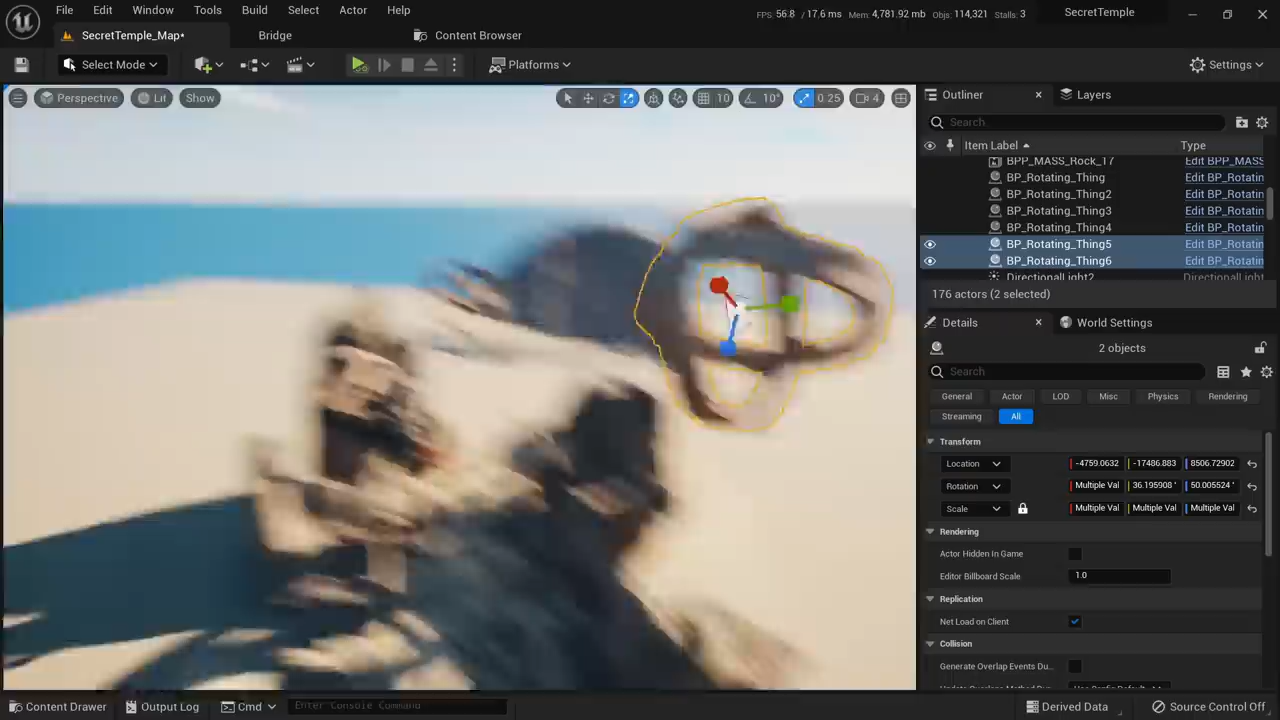 File Edit Window Tools Build Select Actor Help
FPS: 56.8 / 17.6 ms Mem: 4,781.92 mb Objs: 114,321 Stalls: 3 SecretTemple
SecretTemple_Map* Bridge Content Browser
Select Mode Platforms Settings
Perspective Lit Show 10 10° 0.25 4
Outliner Layers
Search...
Item Label Type
BPP_MASS_Rock_17 Edit BPP_MASS
BP_Rotating_Thing Edit BP_Rotatin
BP_Rotating_Thing2 Edit BP_Rotatin
BP_Rotating_Thing3 Edit BP_Rotatin
BP_Rotating_Thing4 Edit BP_Rotatin
BP_Rotating_Thing5 Edit BP_Rotatin
BP_Rotating_Thing6 Edit BP_Rotatin
DirectionalLight2 DirectionalLight
176 actors (2 selected)
Details World Settings
2 objects
Search
General Actor LOD Misc Physics Rendering
Streaming All
Transform
Location -4759.0632 -17486.883 8506.72902
Rotation Multiple Val 36.195908 ° 50.005524 °
Scale Multiple Val Multiple Val Multiple Val
Rendering
Actor Hidden In Game
Editor Billboard Scale 1.0
Replication
Net Load on Client
Collision
Generate Overlap Events Du...
Content Drawer Output Log Cmd Enter Console Command Derived Data Source Control Off